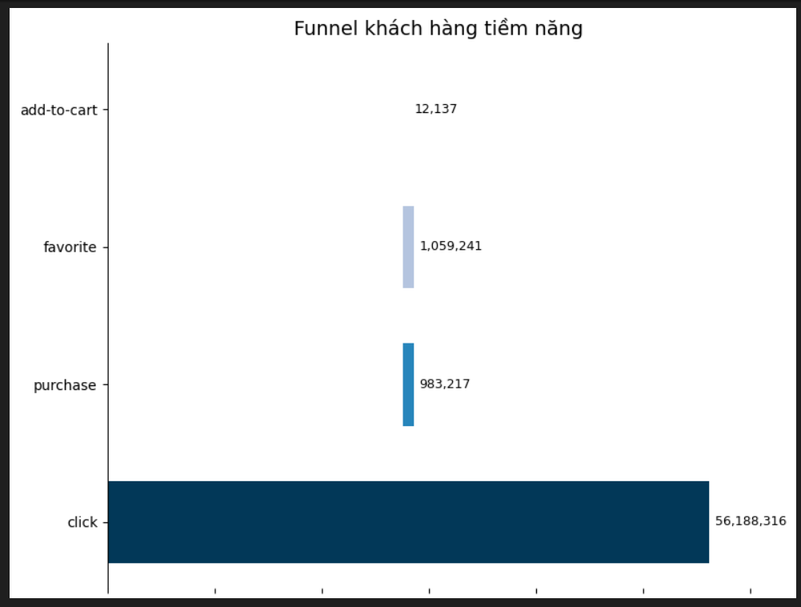 Funnel khách hàng tiềm năng
add-to-cart 12,137
favorite 1,059,241
purchase 983,217
click 56,188,316